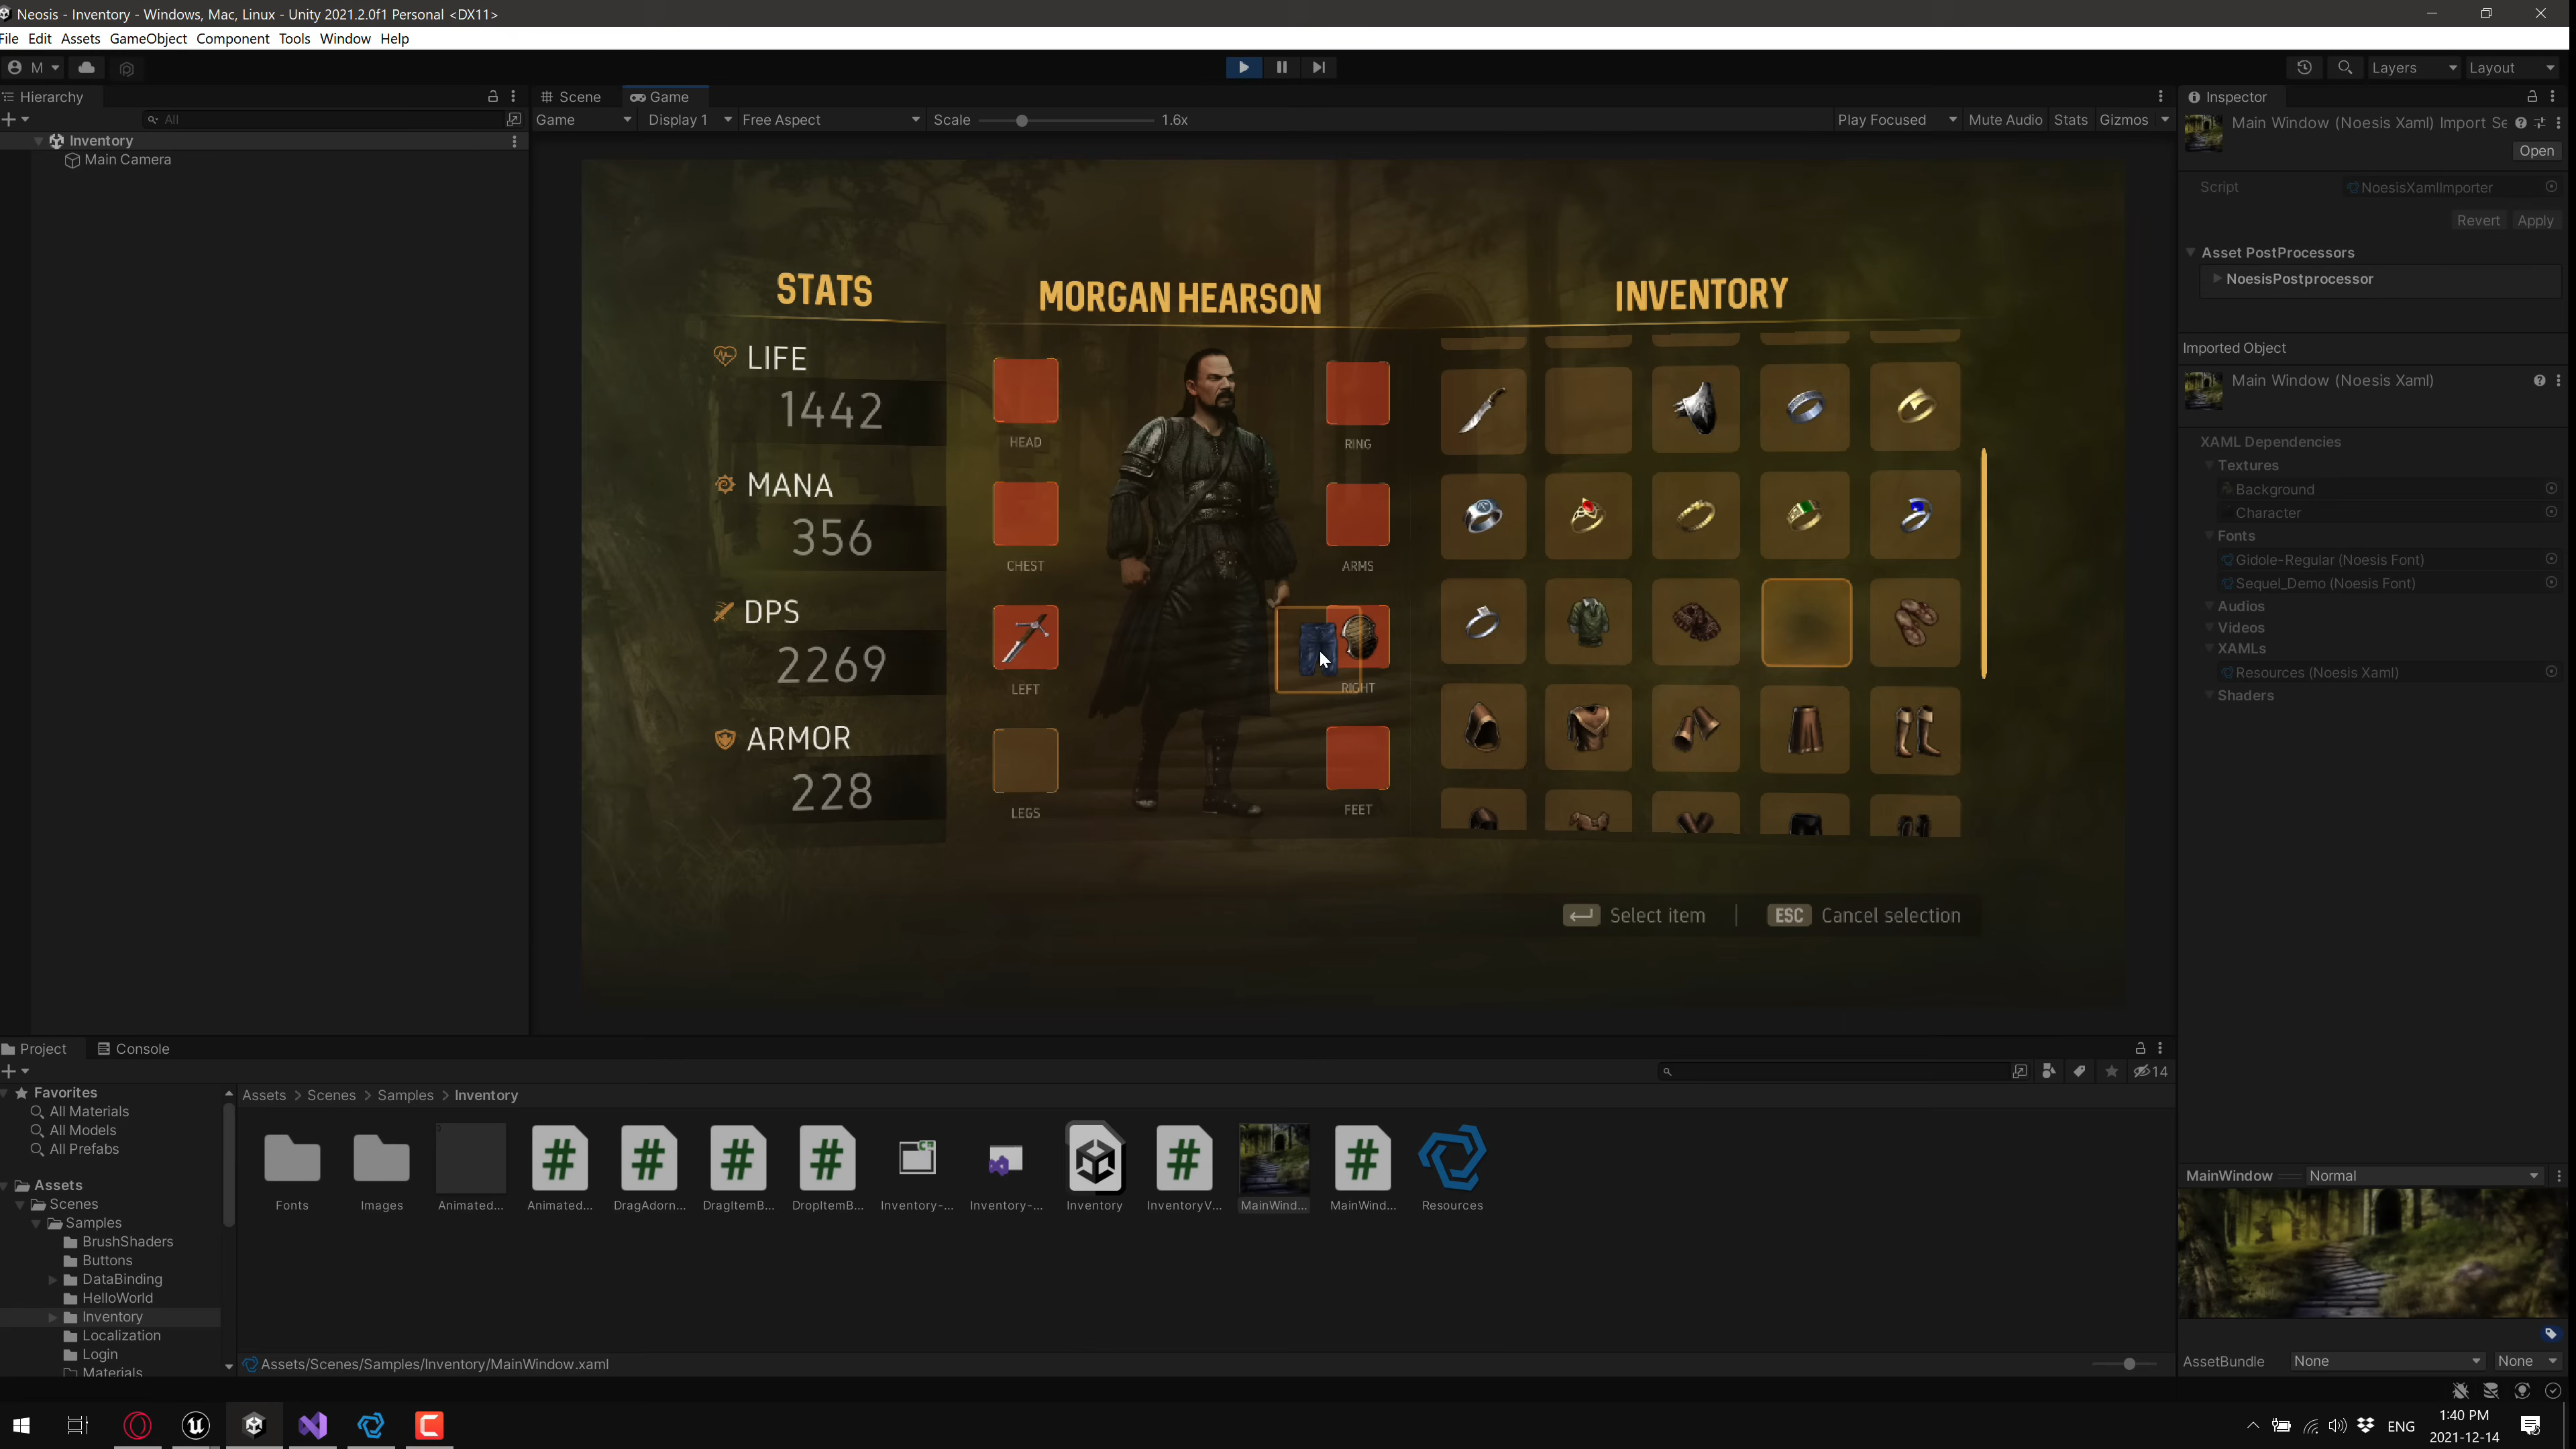 Neosis - Inventory - Windows, Mac, Linux - Unity 2021.2.0f1 Personal <DX11>
File Edit Assets GameObject Component Tools Window Help
M
Layers
Layout
Hierarchy
All
Inventory
Main Camera
Scene
Game
Game
Display 1
Free Aspect
Scale
1.6x
Play Focused
Mute Audio
Stats
Gizmos
STATS
MORGAN HEARSON
INVENTORY
LIFE
1442
MANA
356
DPS
2269
ARMOR
228
HEAD
RING
CHEST
ARMS
LEFT
RIGHT
LEGS
FEET
Select item
ESC Cancel selection
Inspector
Main Window (Noesis Xaml) Import Se
Open
Script
NoesisXamlImporter
Revert
Apply
Asset PostProcessors
NoesisPostprocessor
Imported Object
Main Window (Noesis Xaml)
XAML Dependencies
Textures
Background
Character
Fonts
Gidole-Regular (Noesis Font)
Sequel_Demo (Noesis Font)
Audios
Videos
XAMLs
Resources (Noesis Xaml)
Shaders
Project
Console
14
Favorites
All Materials
All Models
All Prefabs
Assets
Scenes
Samples
BrushShaders
Buttons
DataBinding
HelloWorld
Inventory
Localization
Login
Materials
Assets > Scenes > Samples > Inventory
Fonts
Images
Animated...
Animated...
DragAdorn...
DragItemB...
DropItemB...
Inventory-...
Inventory-...
Inventory
InventoryV...
MainWind...
MainWind...
Resources
Assets/Scenes/Samples/Inventory/MainWindow.xaml
MainWindow
Normal
AssetBundle
None
None
ENG
1:40 PM
2021-12-14